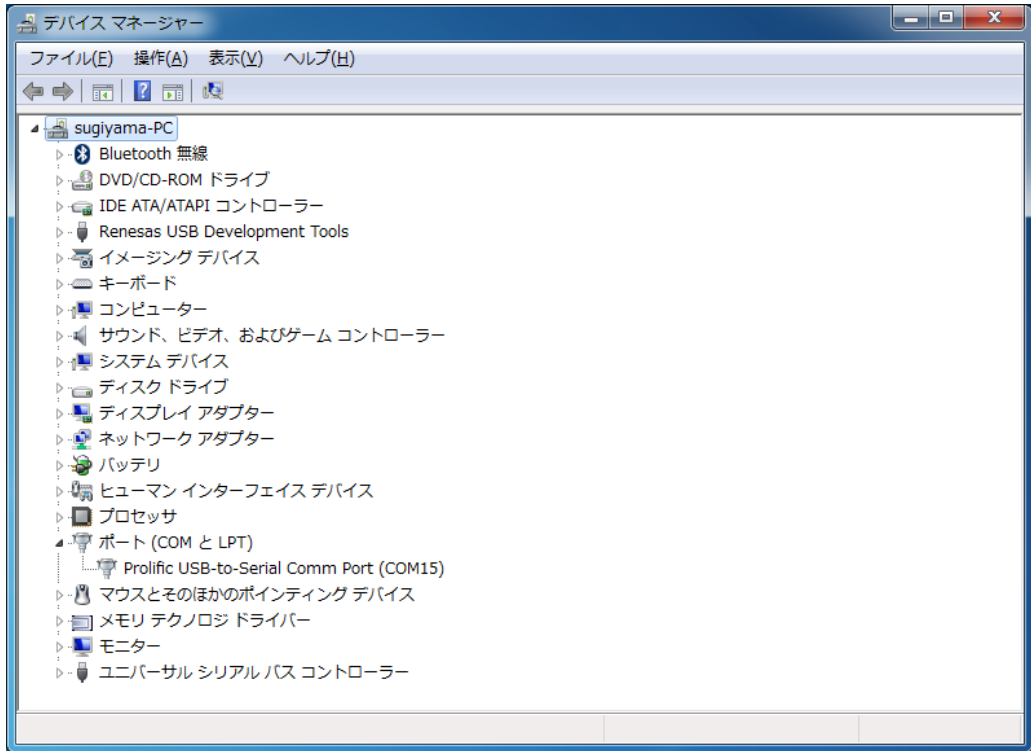 デバイス マネージャー
ファイル(F) 操作(A) 表示(V) ヘルプ(H)
sugiyama-PC
Bluetooth 無線
DVD/CD-ROM ドライブ
IDE ATA/ATAPI コントローラー
Renesas USB Development Tools
イメージング デバイス
キーボード
コンピューター
サウンド、ビデオ、およびゲーム コントローラー
システム デバイス
ディスク ドライブ
ディスプレイ アダプター
ネットワーク アダプター
バッテリ
ヒューマン インターフェイス デバイス
プロセッサ
ポート (COM と LPT)
Prolific USB-to-Serial Comm Port (COM15)
マウスとそのほかのポインティング デバイス
メモリ テクノロジ ドライバー
モニター
ユニバーサル シリアル バス コントローラー